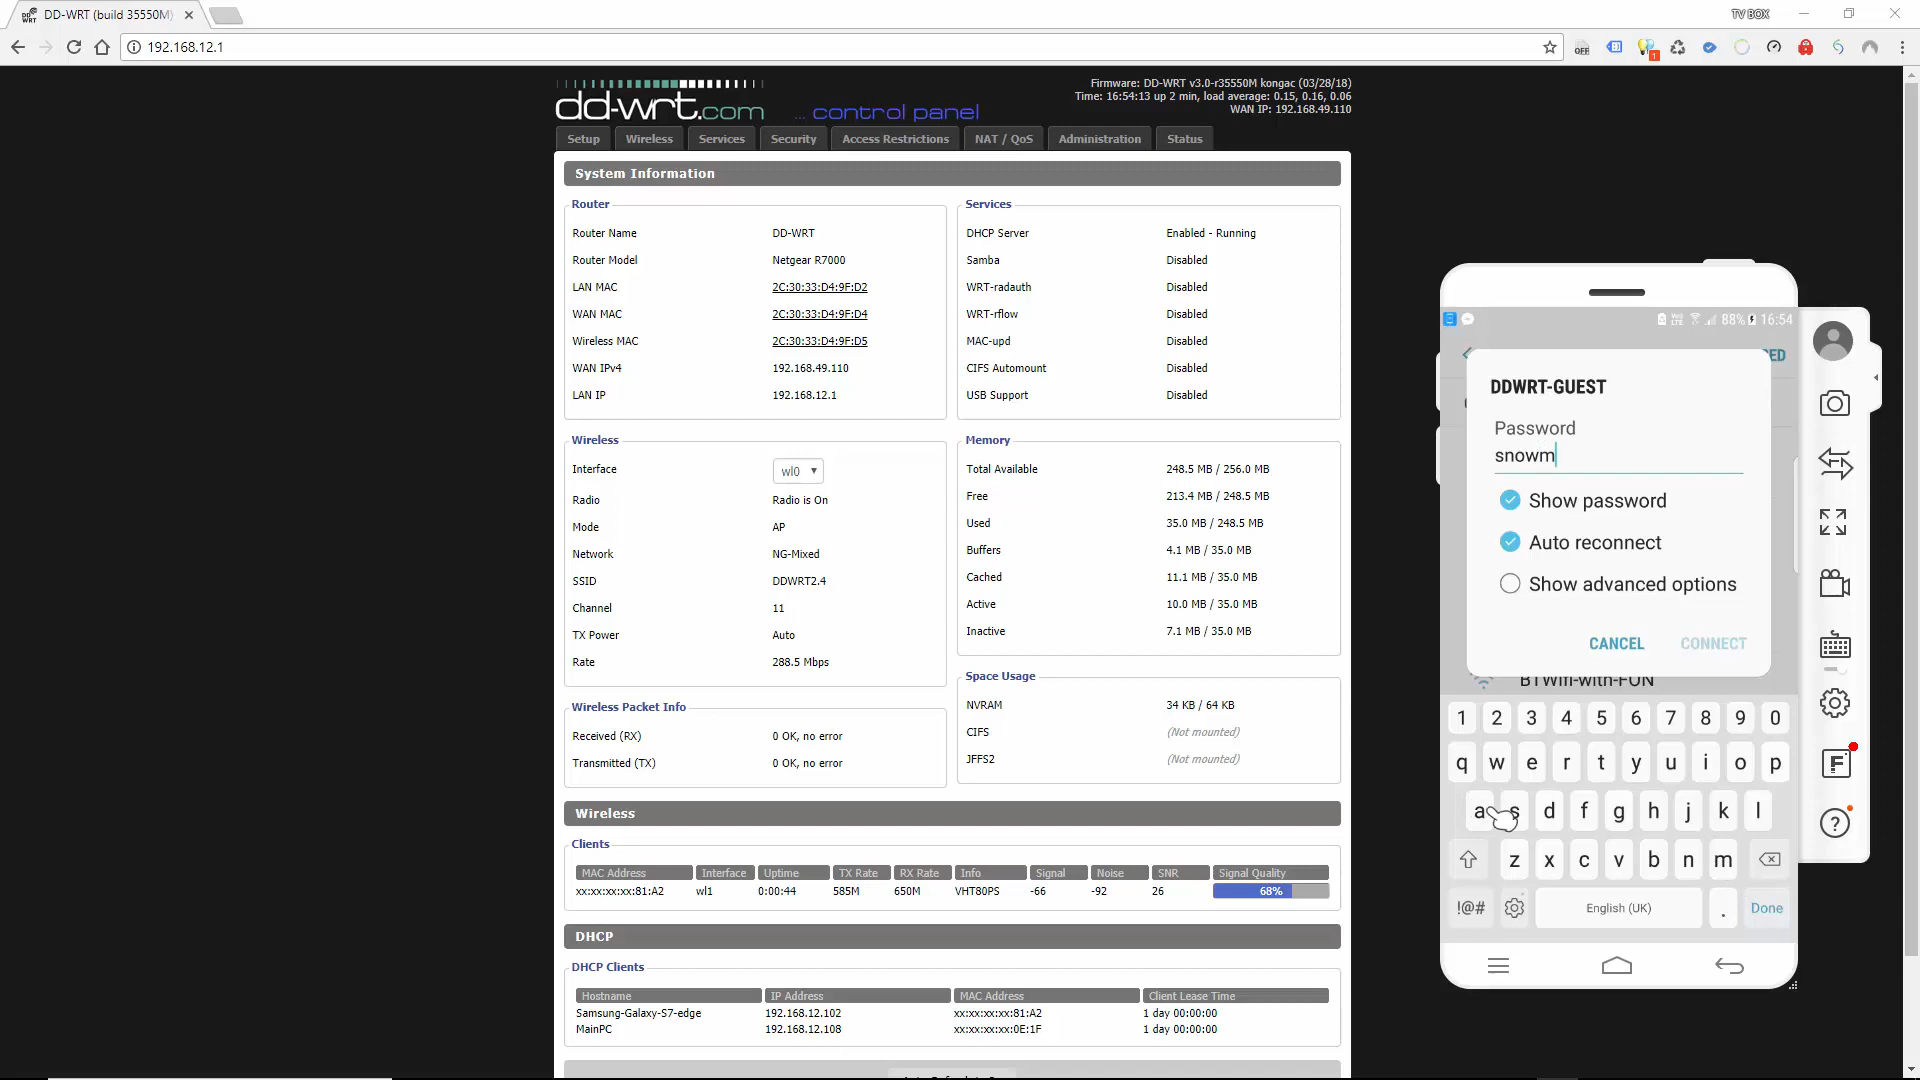 DD-WRT (build 35550M)
TV BOX
192.168.12.1
OFF
1
dd-wrt.com ... control panel
Firmware: DD-WRT v3.0-r35550M kongac (03/28/18)
Time: 16:54:13 up 2 min, load average: 0.15, 0.16, 0.06
WAN IP: 192.168.49.110
Setup Wireless Services Security Access Restrictions NAT / QoS Administration Status
System Information
Router
Router Name DD-WRT
Router Model Netgear R7000
LAN MAC 2C:30:33:D4:9F:D2
WAN MAC 2C:30:33:D4:9F:D4
Wireless MAC 2C:30:33:D4:9F:D5
WAN IPv4 192.168.49.110
LAN IP 192.168.12.1
Services
DHCP Server Enabled - Running
Samba Disabled
WRT-radauth Disabled
WRT-rflow Disabled
MAC-upd Disabled
CIFS Automount Disabled
USB Support Disabled
Wireless
Interface wl0
Radio Radio is On
Mode AP
Network NG-Mixed
SSID DDWRT2.4
Channel 11
TX Power Auto
Rate 288.5 Mbps
Memory
Total Available 248.5 MB / 256.0 MB
Free 213.4 MB / 248.5 MB
Used 35.0 MB / 248.5 MB
Buffers 4.1 MB / 35.0 MB
Cached 11.1 MB / 35.0 MB
Active 10.0 MB / 35.0 MB
Inactive 7.1 MB / 35.0 MB
Wireless Packet Info
Received (RX) 0 OK, no error
Transmitted (TX) 0 OK, no error
Space Usage
NVRAM 34 KB / 64 KB
CIFS (Not mounted)
JFFS2 (Not mounted)
Wireless
Clients
MAC Address Interface Uptime TX Rate RX Rate Info Signal Noise SNR Signal Quality
xx:xx:xx:xx:81:A2 wl1 0:00:44 585M 650M VHT80PS -66 -92 26 68%
DHCP
DHCP Clients
Hostname IP Address MAC Address Client Lease Time
Samsung-Galaxy-S7-edge 192.168.12.102 xx:xx:xx:xx:81:A2 1 day 00:00:00
MainPC 192.168.12.108 xx:xx:xx:xx:0E:1F 1 day 00:00:00
88% 16:54
DDWRT-GUEST
Password
snowm
Show password
Auto reconnect
Show advanced options
CANCEL CONNECT
BTWifi-with-FON
1 2 3 4 5 6 7 8 9 0
q w e r t y u i o p
a s d f g h j k l
z x c v b n m
!@# English (UK) . Done
F
?